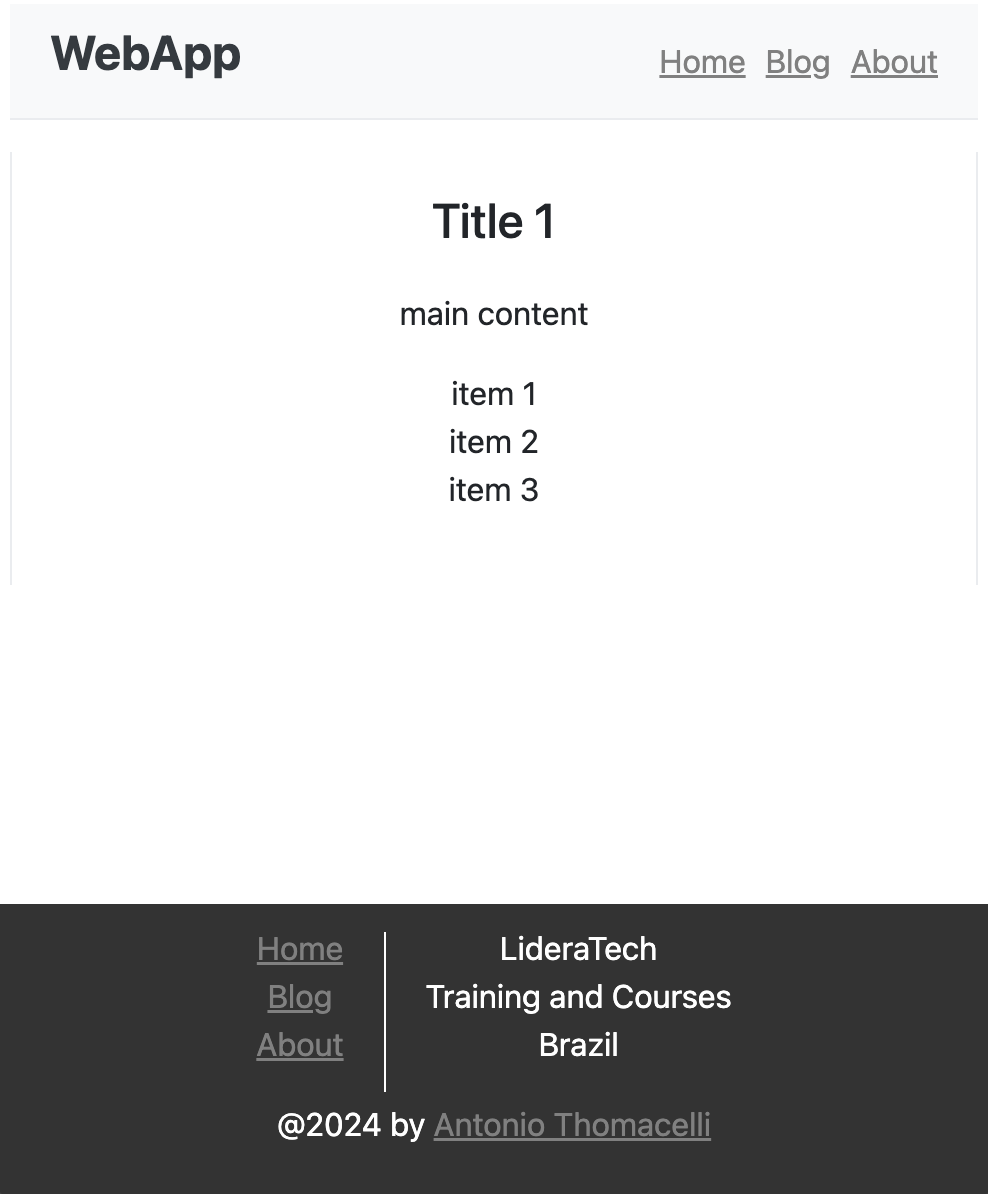 WebApp
Home Blog About
Title 1
main content
item 1
item 2
item 3
Home
Blog
About
LideraTech
Training and Courses
Brazil
@2024 by Antonio Thomacelli